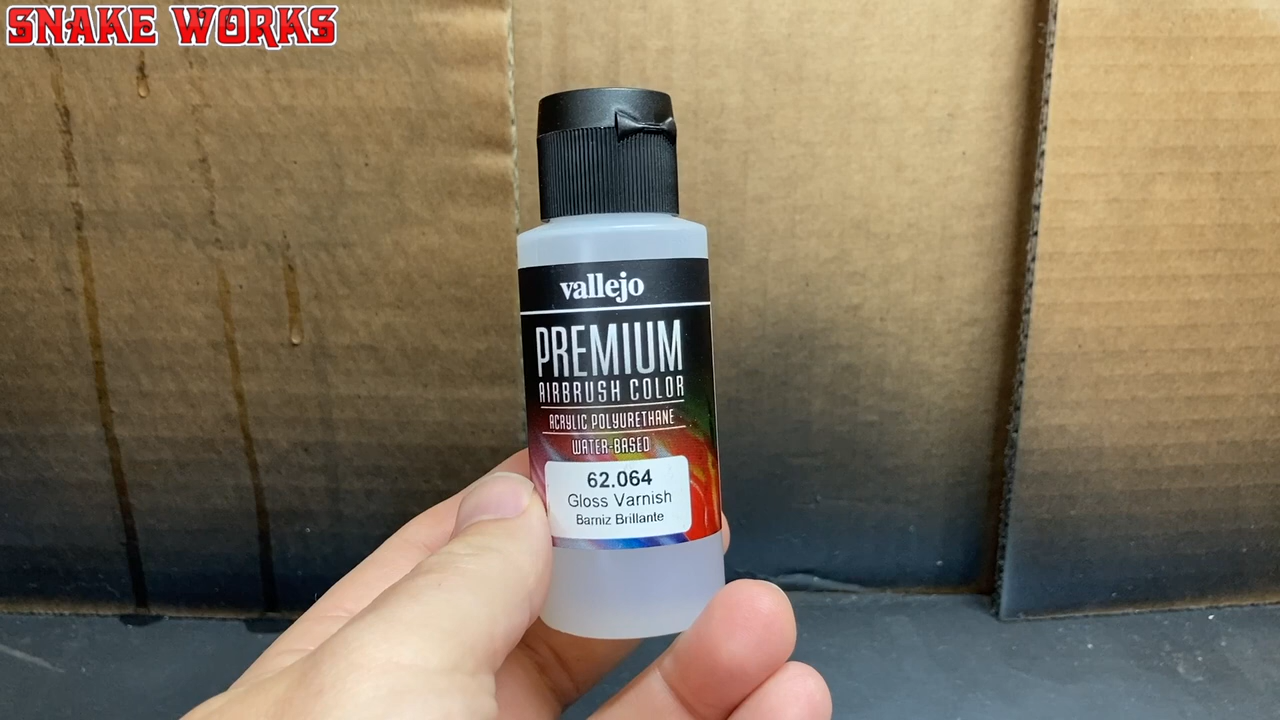 SNAKE WORKS
vallejo
PREMIUM
AIRBRUSH COLOR
ACRYLIC POLYURETHANE
WATER-BASED
62.064
Gloss Varnish
Barniz Brillante